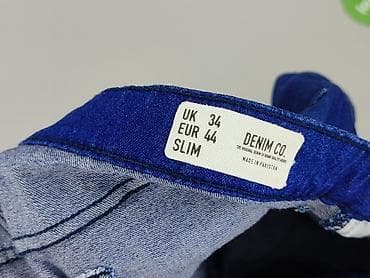 UK 34
EUR 44
SLIM
DENIM CO.
MADE IN PAKISTAN